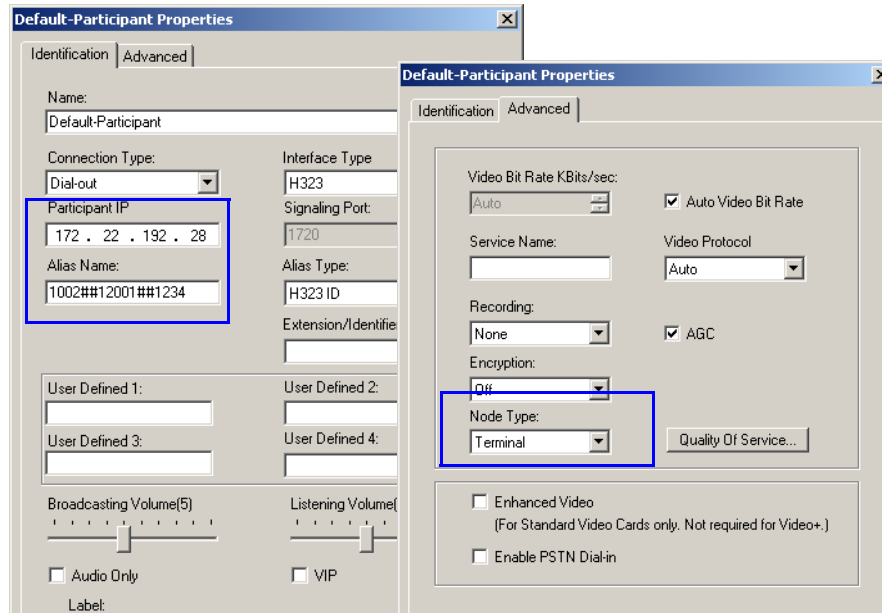 Default-Participant Properties
Identification
Advanced
Name:
Default-Participant
Connection Type:
Interface Type
Dial-out
H323
Participant IP
Signaling Port:
172 . 22 . 192 . 28
1720
Alias Name:
Alias Type:
1002##12001##1234
H323 ID
Extension/Identifie
User Defined 1:
User Defined 2:
User Defined 3:
User Defined 4:
Broadcasting Volume(5)
Listening Volume(
Audio Only
VIP
Label:
Default-Participant Properties
Identification
Advanced
Video Bit Rate KBits/sec:
Auto
Auto Video Bit Rate
Service Name:
Video Protocol
Auto
Recording:
None
AGC
Encryption:
Off
Node Type:
Terminal
Quality Of Service...
Enhanced Video
(For Standard Video Cards only. Not required for Video+.)
Enable PSTN Dial-in